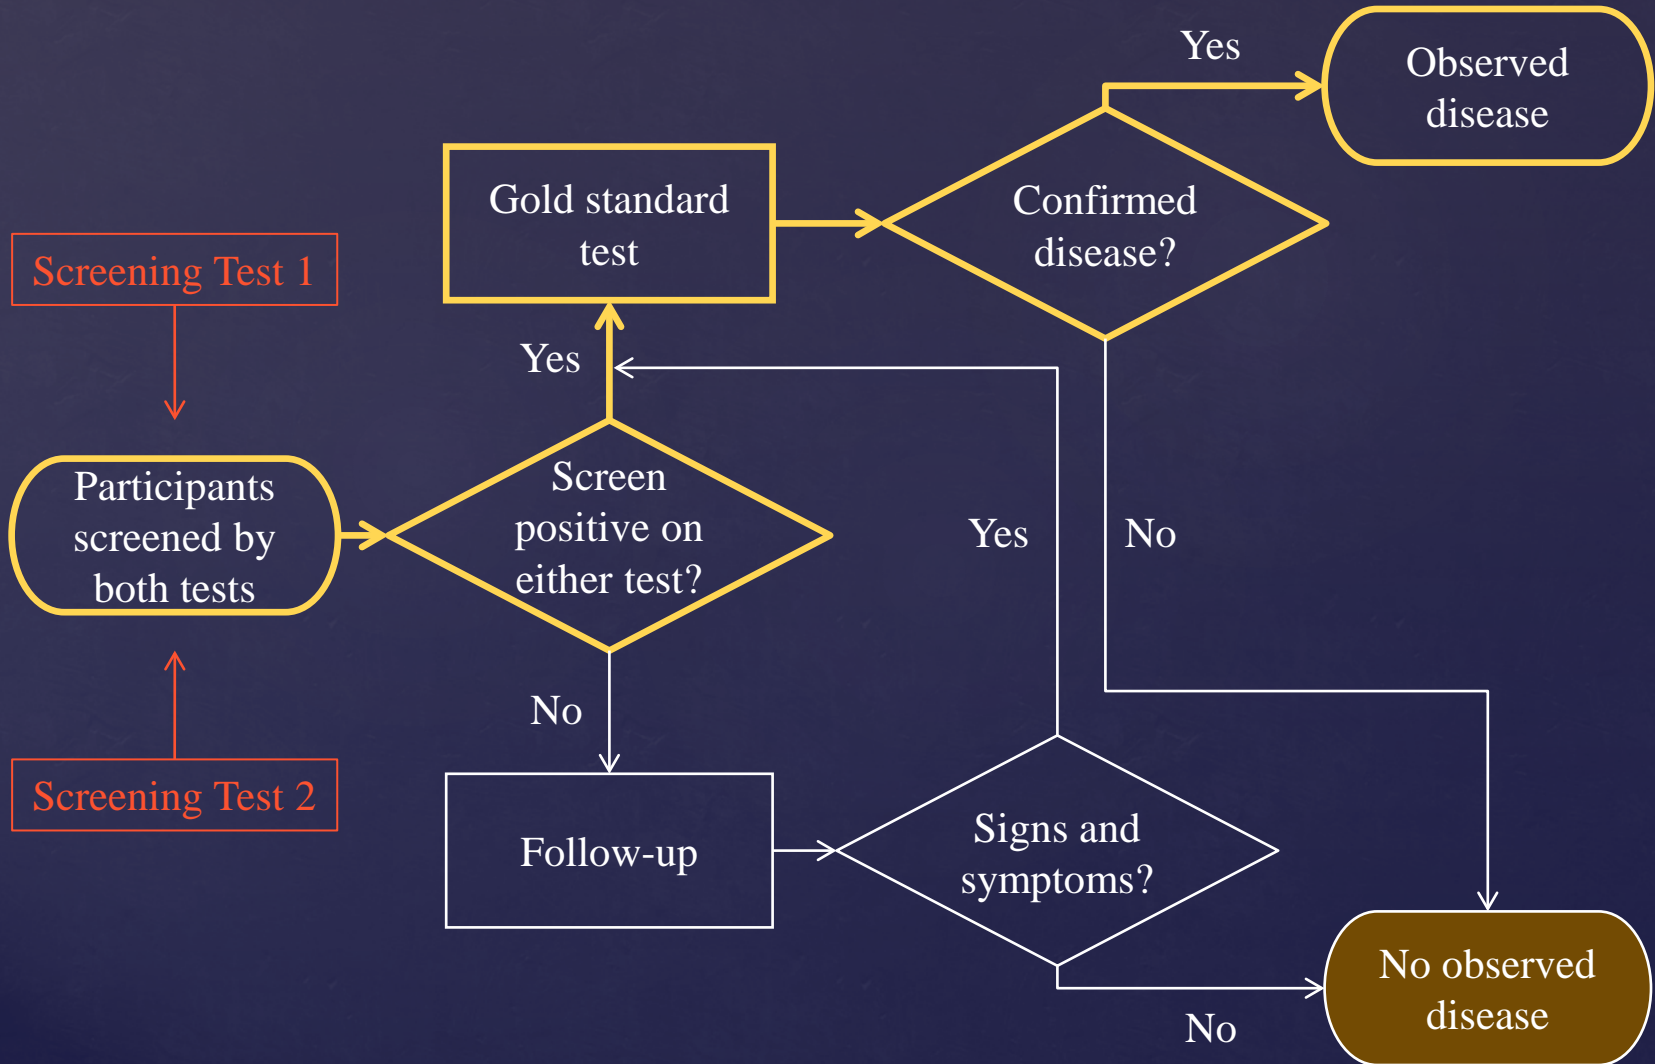 Yes
Observed
disease
Gold standard
test
Confirmed
disease?
Screening Test 1
Yes
Participants
screened by
both tests
Screen
positive on
either test?
Yes
No
No
Screening Test 2
Follow-up
Signs and
symptoms?
No observed
disease
No